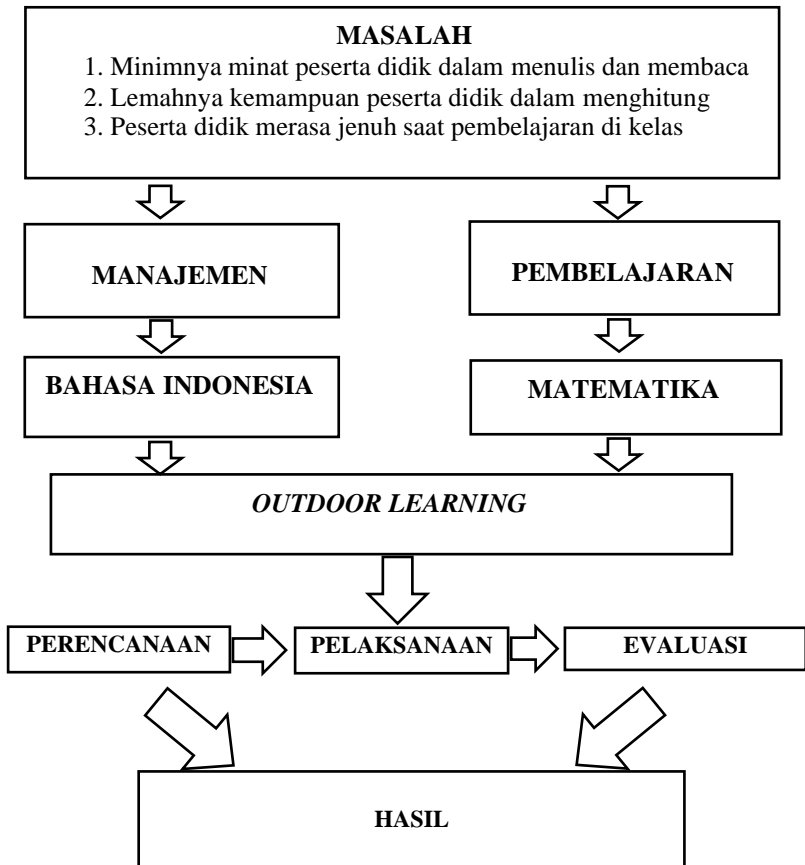 MASALAH
1. Minimnya minat peserta didik dalam menulis dan membaca
2. Lemahnya kemampuan peserta didik dalam menghitung
3. Peserta didik merasa jenuh saat pembelajaran di kelas
MANAJEMEN
PEMBELAJARAN
BAHASA INDONESIA
MATEMATIKA
OUTDOOR LEARNING
PERENCANAAN
PELAKSANAAN
EVALUASI
HASIL